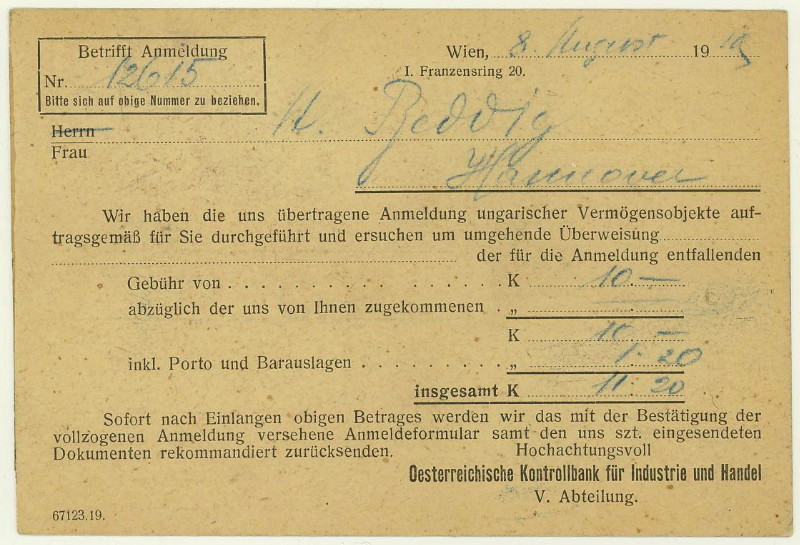 Betrifft Anmeldung
Nr. 12615
Bitte sich auf obige Nummer zu beziehen.
Wien, 8. August 1919
I. Franzensring 20.
Herrn
Frau
Hannover
Wir haben die uns übertragene Anmeldung ungarischer Vermögensobjekte auf-
tragsgemäß für Sie durchgeführt und ersuchen um umgehende Überweisung
der für die Anmeldung entfallenden
Gebühr von K 10 —
abzüglich der uns von Ihnen zugekommenen „
K 10 —
inkl. Porto und Barauslagen „ 1. 20
insgesamt K 11. 20
Sofort nach Einlangen obigen Betrages werden wir das mit der Bestätigung der
vollzogenen Anmeldung versehene Anmeldeformular samt den uns szt. eingesendeten
Dokumenten rekommandiert zurücksenden. Hochachtungsvoll
Oesterreichische Kontrollbank für Industrie und Handel
V. Abteilung.
67123.19.